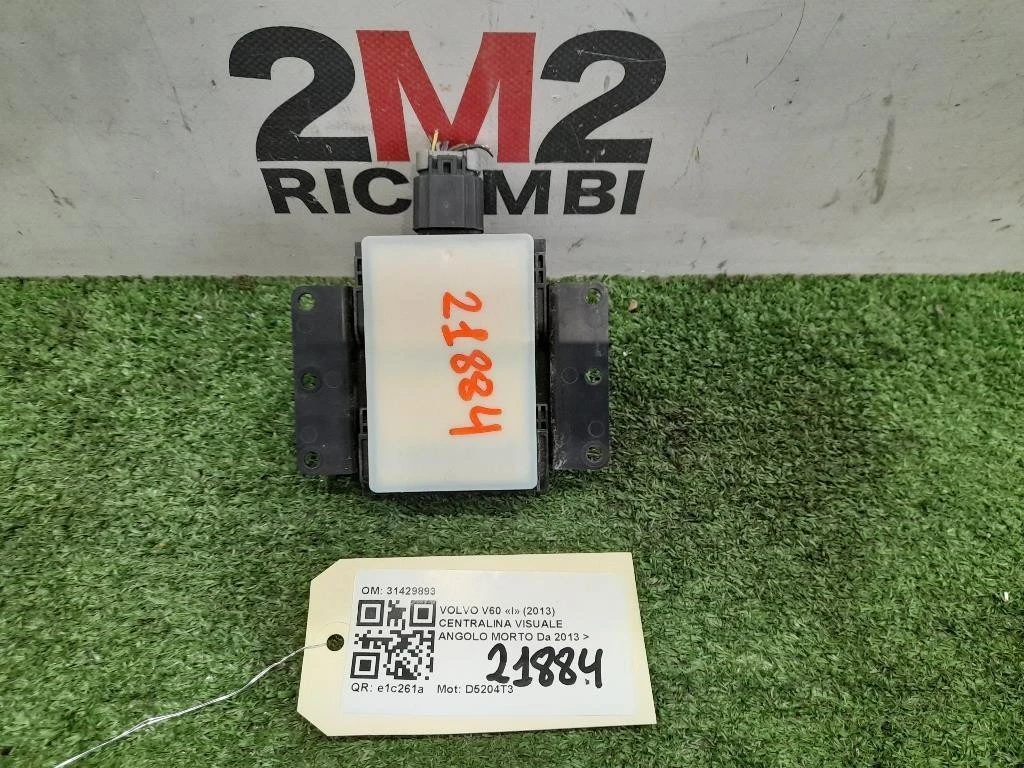 2M2
RICAMBI
21884
OM: 31429893
VOLVO V60 «I» (2013)
CENTRALINA VISUALE
ANGOLO MORTO Da 2013 >
21884
QR: e1c261a Mot: D5204T3